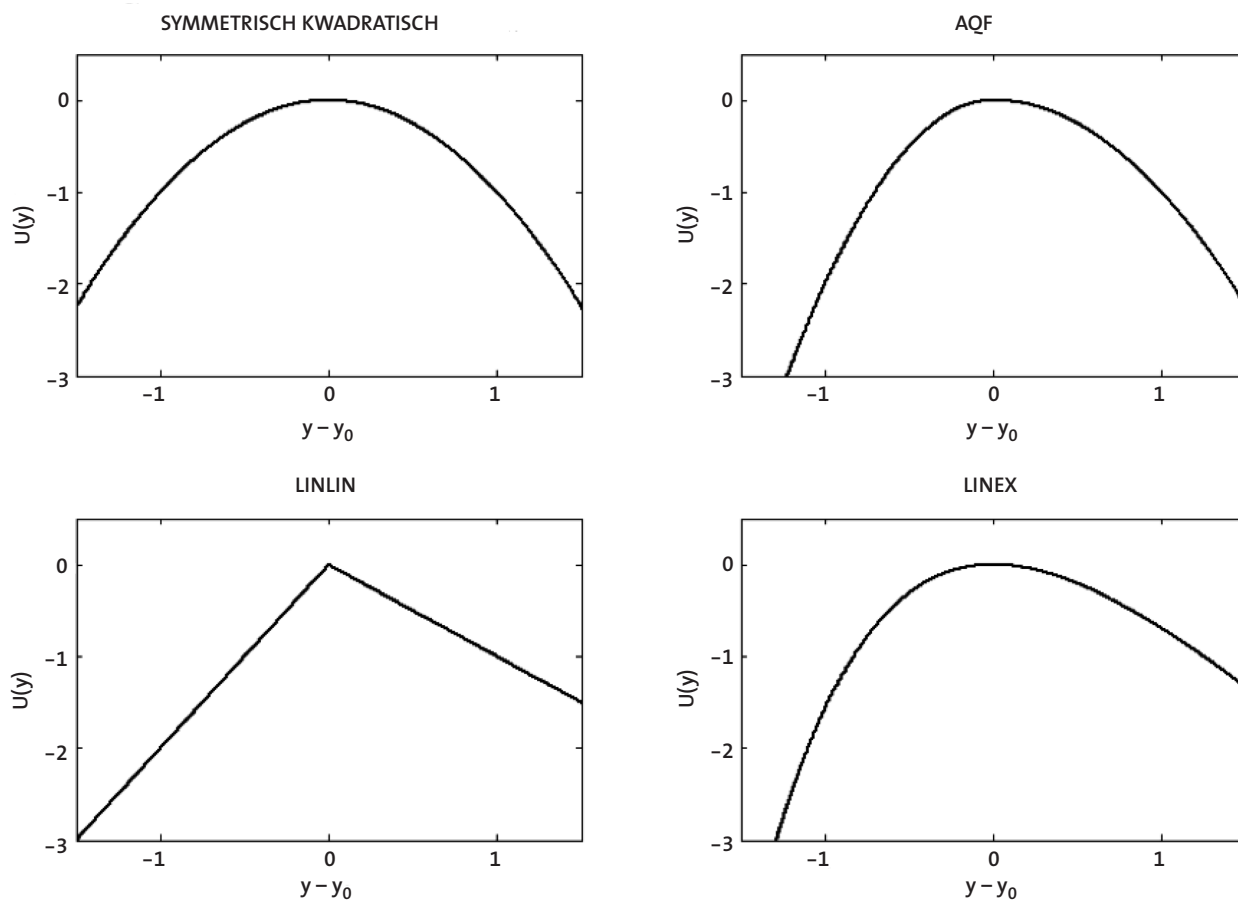 SYMMETRISCH KWADRATISCH
U(y)
0
−1
−2
−3
−1 0 1
y – y0
AQF
U(y)
0
−1
−2
−3
−1 0 1
y – y0
LINLIN
U(y)
0
−1
−2
−3
−1 0 1
y – y0
LINEX
U(y)
0
−1
−2
−3
−1 0 1
y – y0